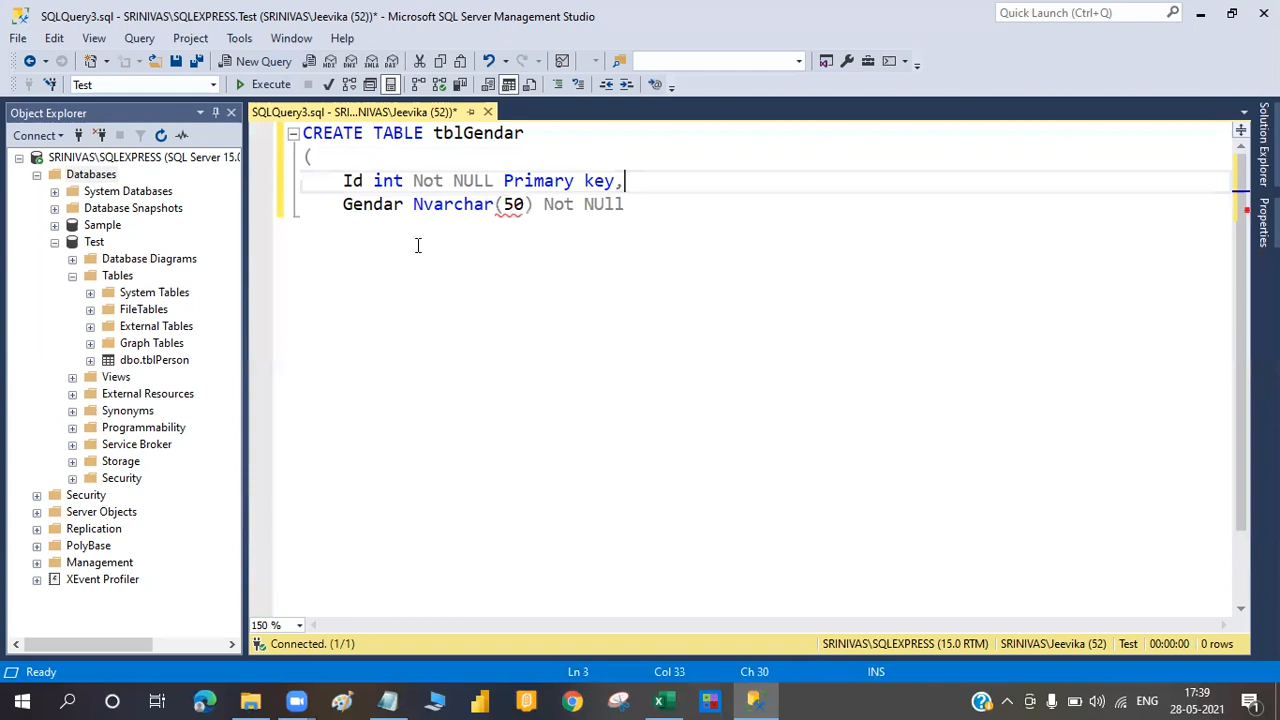 SQLQuery3.sql - SRINIVAS\SQLEXPRESS.Test (SRINIVAS\Jeevika (52))* - Microsoft SQL Server Management Studio
Quick Launch (Ctrl+Q)
File Edit View Query Project Tools Window Help
New Query MDX DMX XMLA DAX
Test Execute
Object Explorer
SQLQuery3.sql - SRI...NIVAS\Jeevika (52))*
Connect
SRINIVAS\SQLEXPRESS (SQL Server 15.0
Databases
System Databases
Database Snapshots
Sample
Test
Database Diagrams
Tables
System Tables
FileTables
External Tables
Graph Tables
dbo.tblPerson
Views
External Resources
Synonyms
Programmability
Service Broker
Storage
Security
Security
Server Objects
Replication
PolyBase
Management
XEvent Profiler
CREATE TABLE tblGendar
(
Id int Not NULL Primary key,
Gendar Nvarchar(50) Not NUll
Solution Explorer
Properties
150 %
Connected. (1/1)
SRINIVAS\SQLEXPRESS (15.0 RTM) SRINIVAS\Jeevika (52) Test 00:00:00 0 rows
Ready Ln 3 Col 33 Ch 30 INS
ENG
17:39
28-05-2021
1